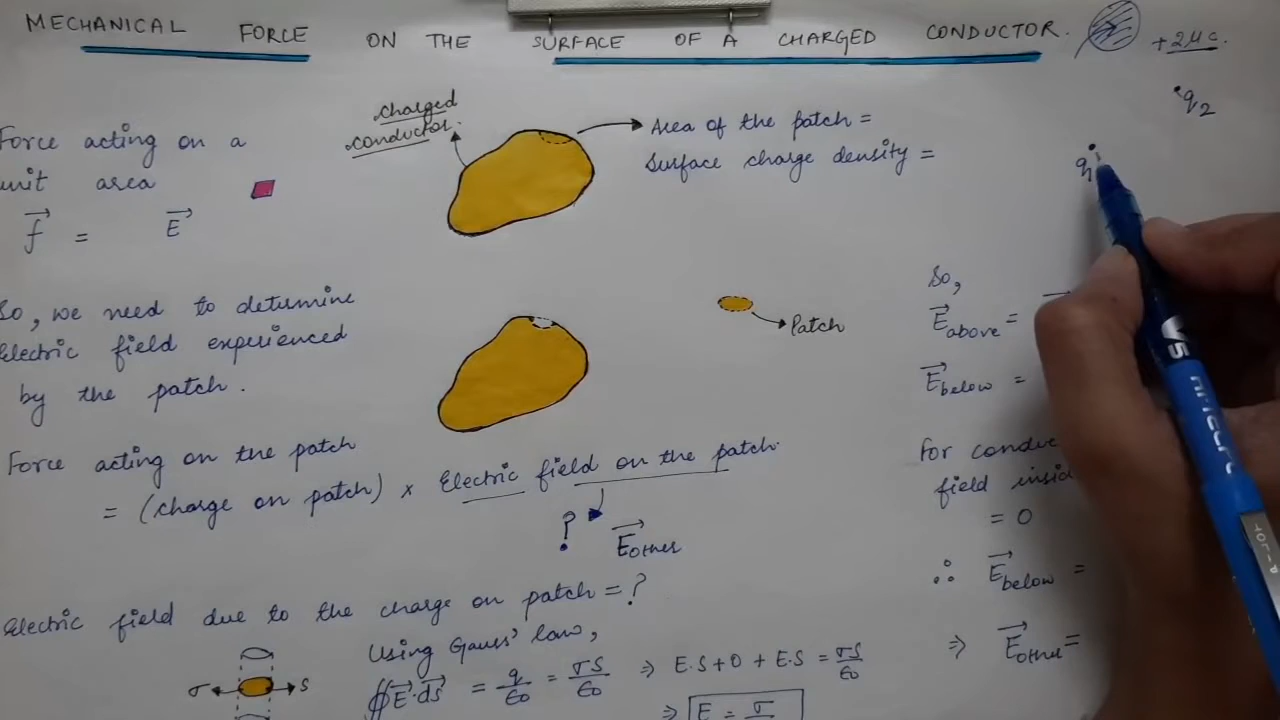 MECHANICAL FORCE ON THE SURFACE OF A CHARGED CONDUCTOR.
+2μc.
q2
q1
charged
conductor.
Area of the patch =
Surface charge density =
Force acting on a
unit area
f = E
So, we need to determine
Electric field experienced
by the patch.
Patch
So,
E above =
E below =
Force acting on the patch
= (charge on patch) × Electric field on the patch.
? E other
For conduc
field insid
= 0
∴ E below =
⇒ E other =
Electric field due to the charge on patch = ?
Using Gauss' law,
σ S
∯ E · ds = q/ε0 = σS/ε0 ⇒ E·S + 0 + E·S = σS/ε0
⇒ E = σ
V5 HI-TECPO